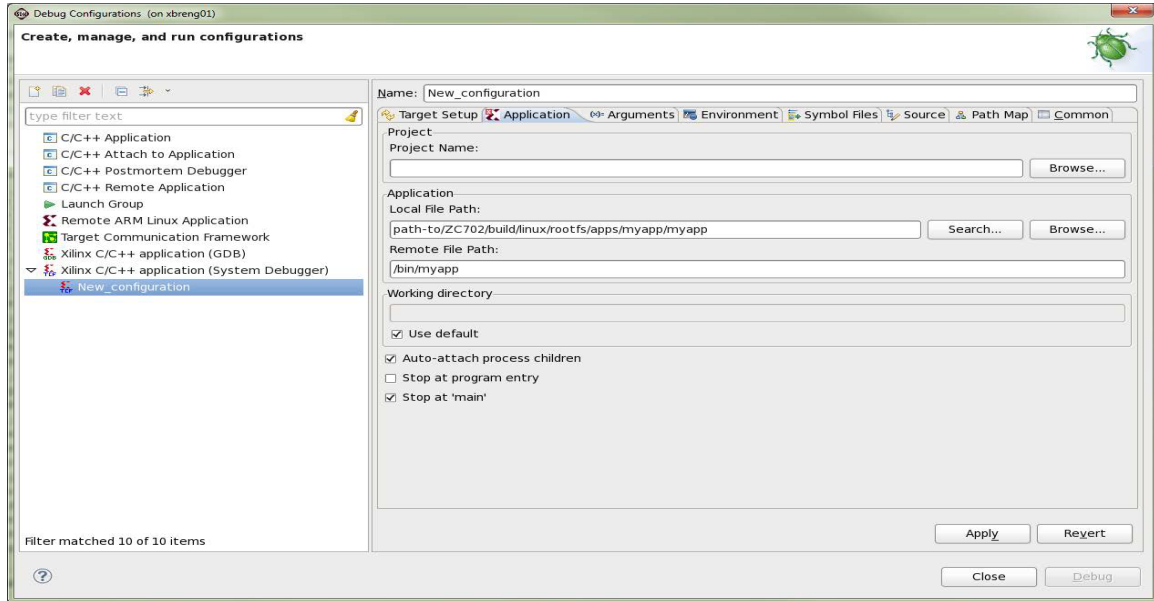 Debug Configurations (on xbreng01)
Create, manage, and run configurations
type filter text
C/C++ Application
C/C++ Attach to Application
C/C++ Postmortem Debugger
C/C++ Remote Application
Launch Group
Remote ARM Linux Application
Target Communication Framework
Xilinx C/C++ application (GDB)
Xilinx C/C++ application (System Debugger)
New_configuration
Filter matched 10 of 10 items
Name: New_configuration
Target Setup Application Arguments Environment Symbol Files Source Path Map Common
Project
Project Name:
Browse...
Application
Local File Path:
path-to/ZC702/build/linux/rootfs/apps/myapp/myapp Search... Browse...
Remote File Path:
/bin/myapp
Working directory
Use default
Auto-attach process children
Stop at program entry
Stop at 'main'
Apply Revert
? Close Debug